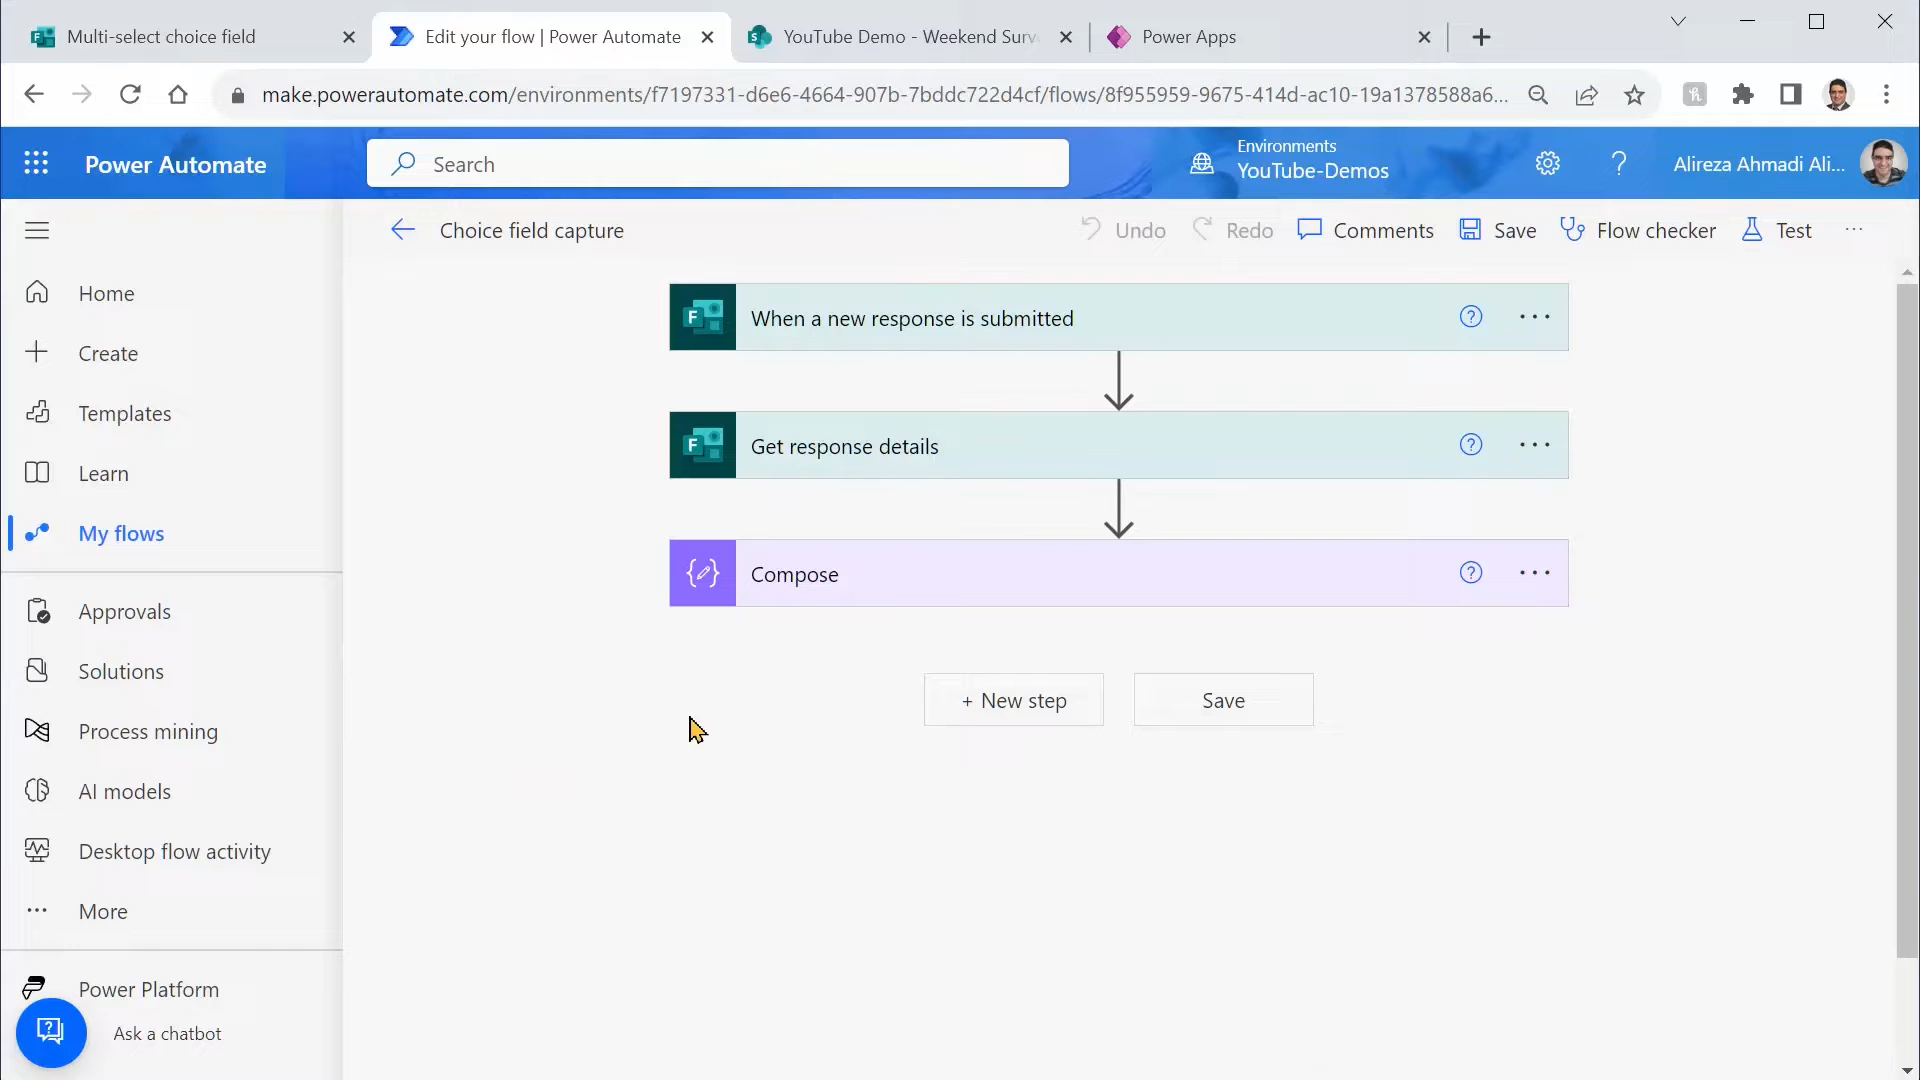 Multi-select choice field
Edit your flow | Power Automate
YouTube Demo - Weekend Surv
Power Apps
make.powerautomate.com/environments/f7197331-d6e6-4664-907b-7bddc722d4cf/flows/8f955959-9675-414d-ac10-19a1378588a6...
Power Automate
Search
Environments
YouTube-Demos
Alireza Ahmadi Ali...
Choice field capture
Undo
Redo
Comments
Save
Flow checker
Test
Home
Create
Templates
Learn
My flows
Approvals
Solutions
Process mining
AI models
Desktop flow activity
More
Power Platform
Ask a chatbot
F
When a new response is submitted
F
Get response details
Compose
+ New step
Save